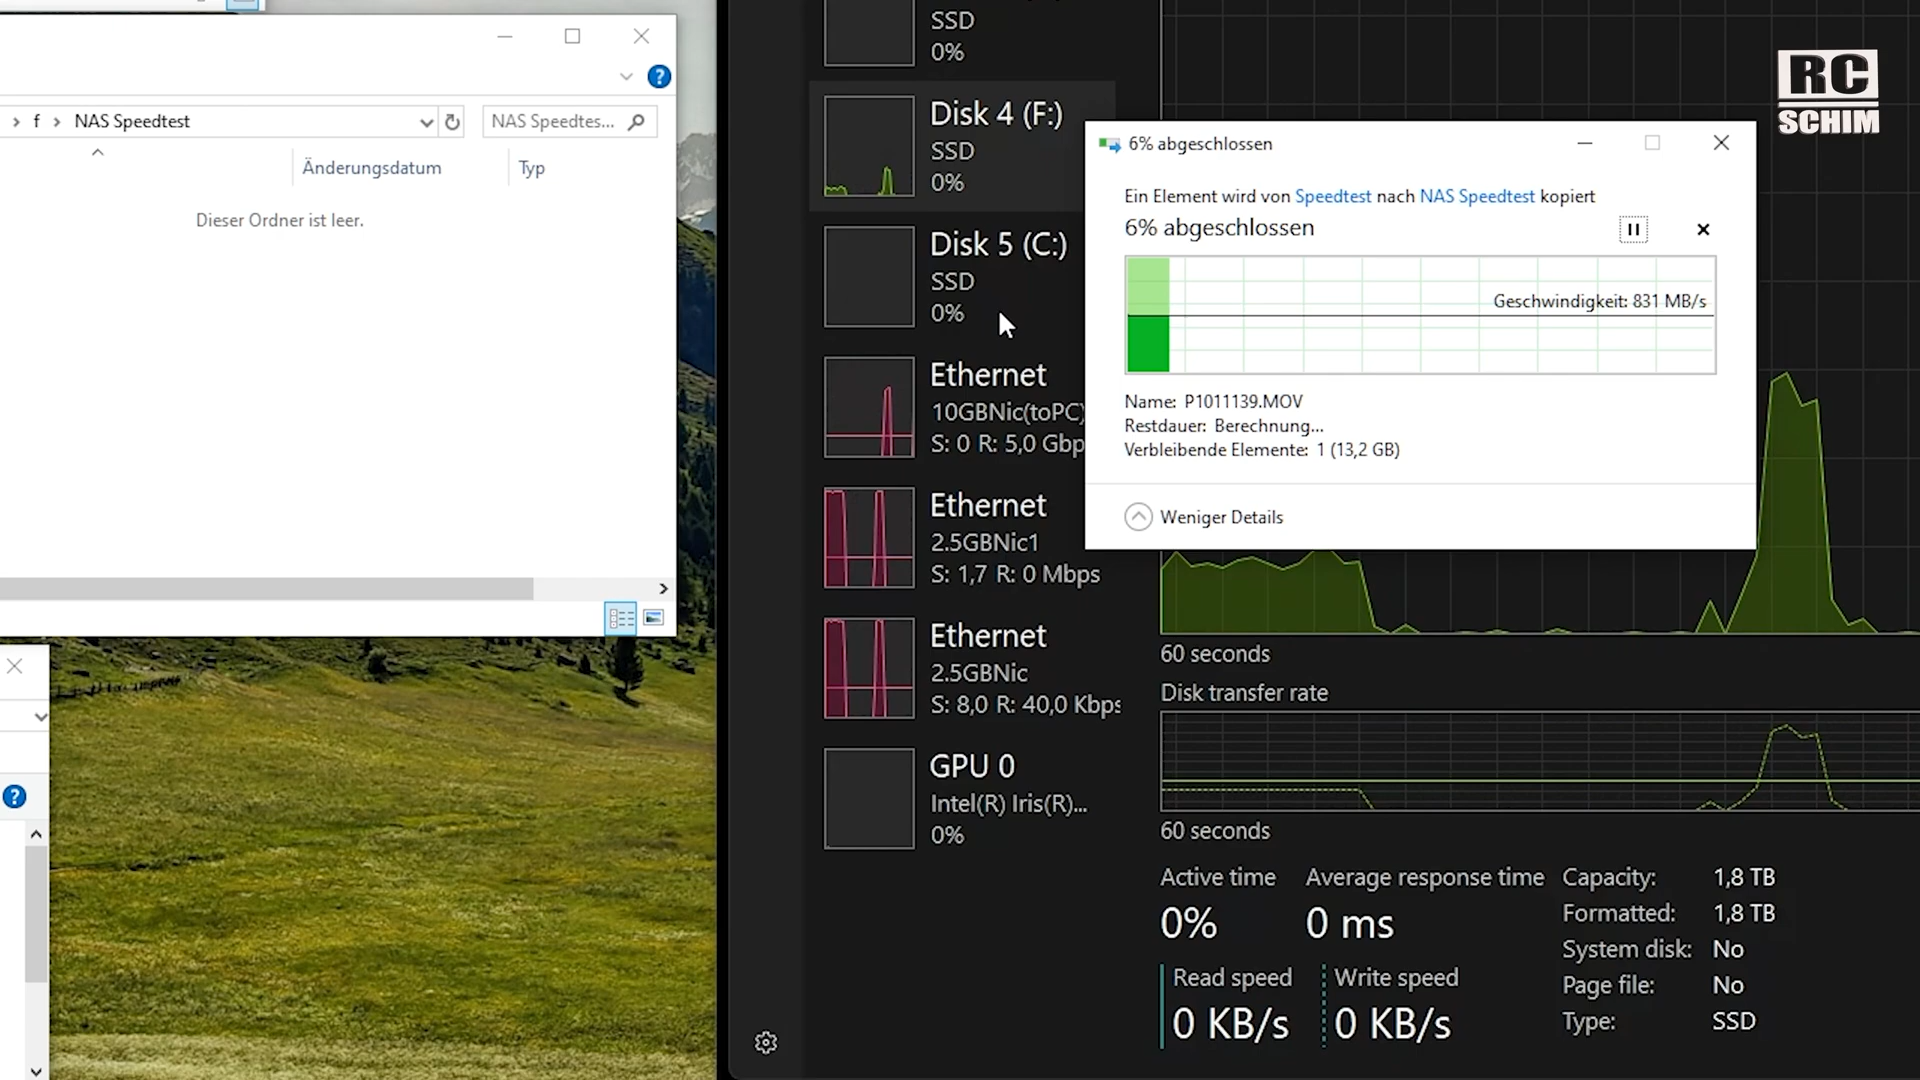 f > NAS Speedtest
NAS Speedtes...
Änderungsdatum
Typ
Dieser Ordner ist leer.
SSD
0%
Disk 4 (F:)
SSD
0%
Disk 5 (C:)
SSD
0%
Ethernet
10GBNic(toPC)
S: 0 R: 5,0 Gbp
Ethernet
2.5GBNic1
S: 1,7 R: 0 Mbps
Ethernet
2.5GBNic
S: 8,0 R: 40,0 Kbps
GPU 0
Intel(R) Iris(R)...
0%
6% abgeschlossen
Ein Element wird von Speedtest nach NAS Speedtest kopiert
6% abgeschlossen
Geschwindigkeit: 831 MB/s
Name: P1011139.MOV
Restdauer: Berechnung...
Verbleibende Elemente: 1 (13,2 GB)
Weniger Details
60 seconds
Disk transfer rate
60 seconds
Active time
0%
Average response time
0 ms
Read speed
0 KB/s
Write speed
0 KB/s
Capacity: 1,8 TB
Formatted: 1,8 TB
System disk: No
Page file: No
Type: SSD
RC
SCHIM